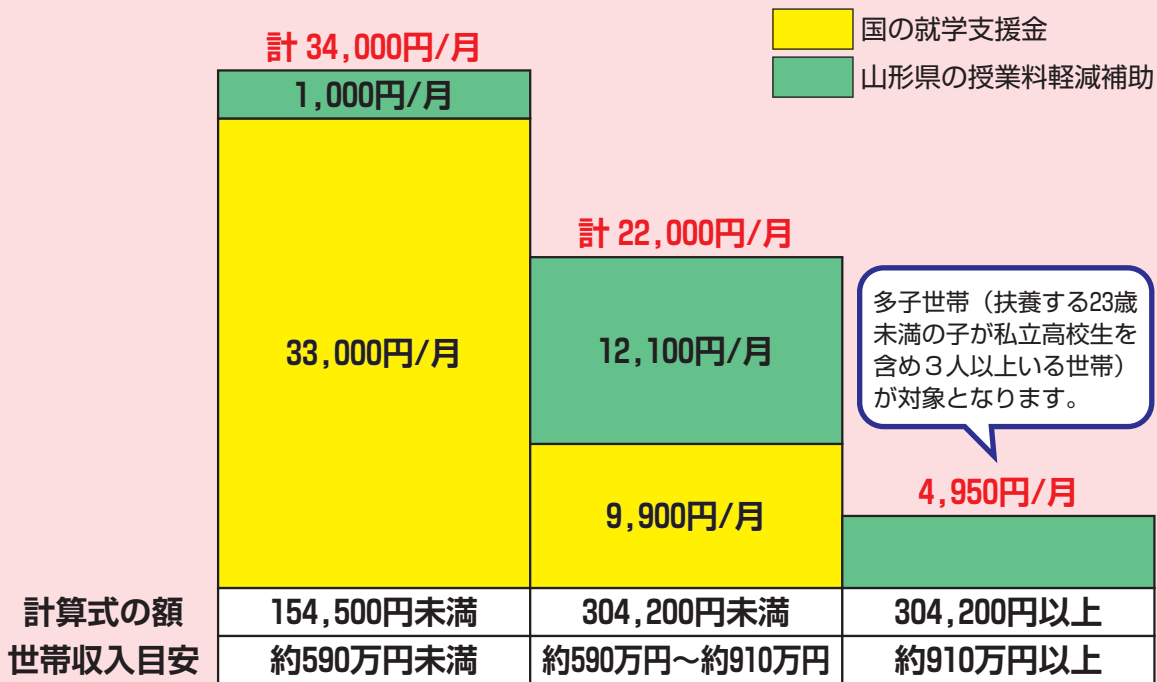 国の就学支援金
山形県の授業料軽減補助
計 34,000円/月
1,000円/月
33,000円/月
計 22,000円/月
12,100円/月
9,900円/月
多子世帯（扶養する23歳
未満の子が私立高校生を
含め３人以上いる世帯）
が対象となります。
4,950円/月
計算式の額 154,500円未満 304,200円未満 304,200円以上
世帯収入目安 約590万円未満 約590万円～約910万円 約910万円以上